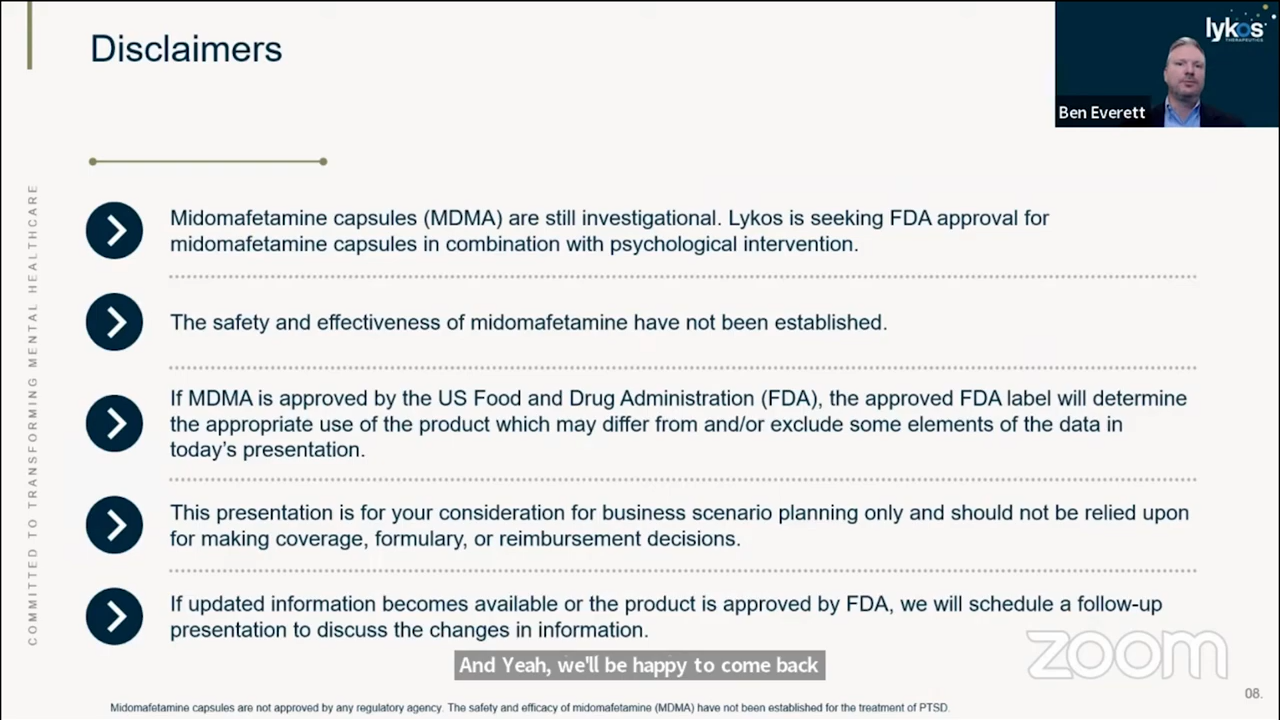 Disclaimers
lykos
THERAPEUTICS
Ben Everett
COMMITTED TO TRANSFORMING MENTAL HEALTHCARE
Midomafetamine capsules (MDMA) are still investigational. Lykos is seeking FDA approval for
midomafetamine capsules in combination with psychological intervention.
The safety and effectiveness of midomafetamine have not been established.
If MDMA is approved by the US Food and Drug Administration (FDA), the approved FDA label will determine
the appropriate use of the product which may differ from and/or exclude some elements of the data in
today's presentation.
This presentation is for your consideration for business scenario planning only and should not be relied upon
for making coverage, formulary, or reimbursement decisions.
If updated information becomes available or the product is approved by FDA, we will schedule a follow-up
presentation to discuss the changes in information.
And Yeah, we'll be happy to come back
zoom
08.
Midomafetamine capsules are not approved by any regulatory agency. The safety and efficacy of midomafetamine (MDMA) have not been established for the treatment of PTSD.